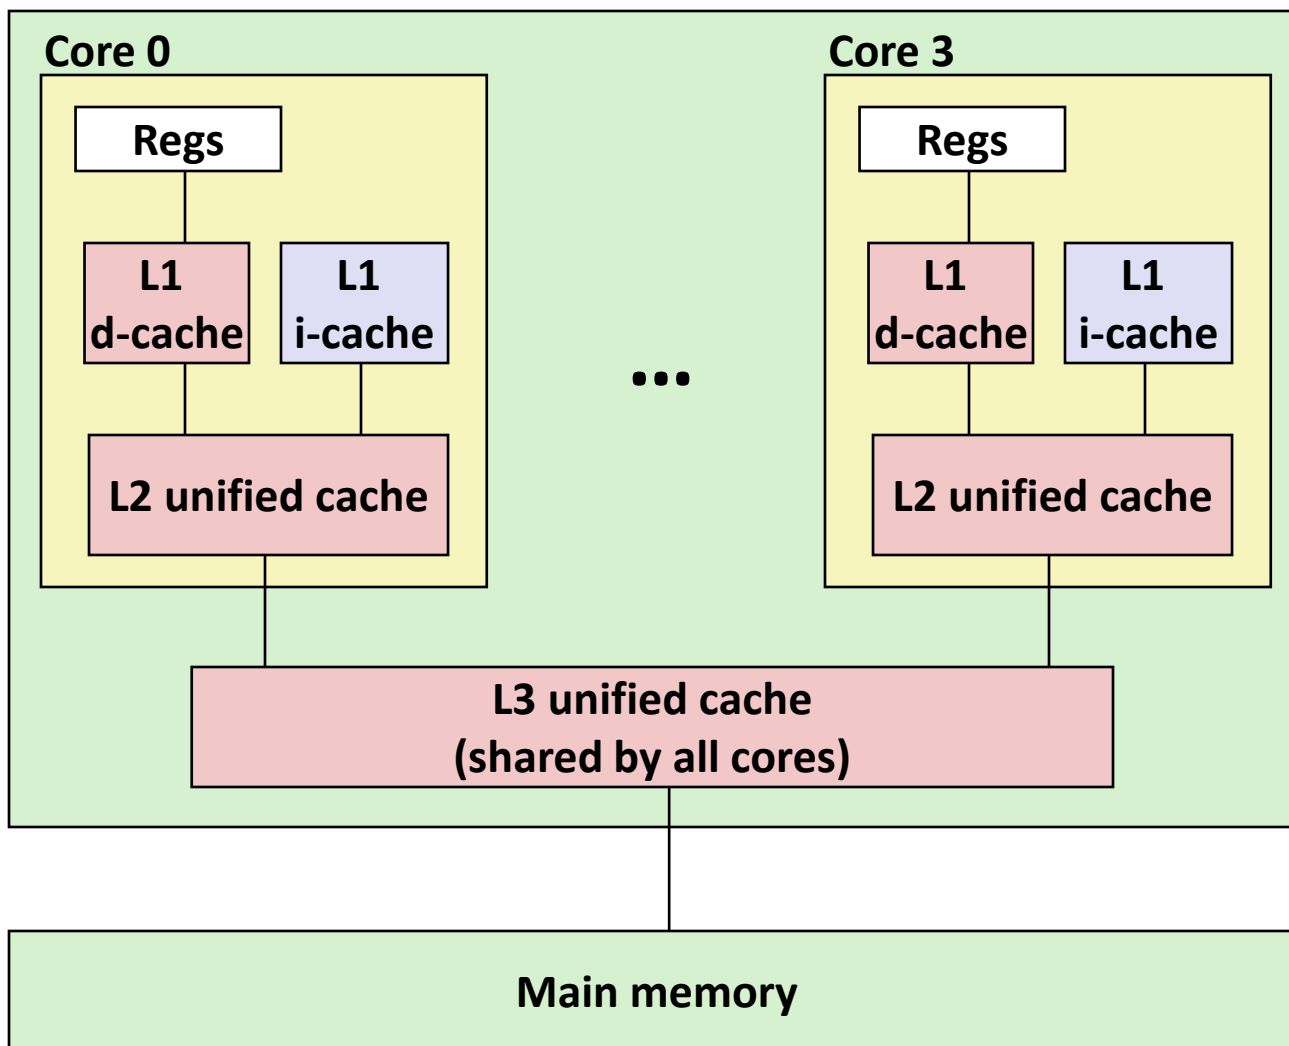 Core 0
Core 3
Regs
Regs
L1
d-cache
L1
i-cache
L1
d-cache
L1
i-cache
...
L2 unified cache
L2 unified cache
L3 unified cache
(shared by all cores)
Main memory